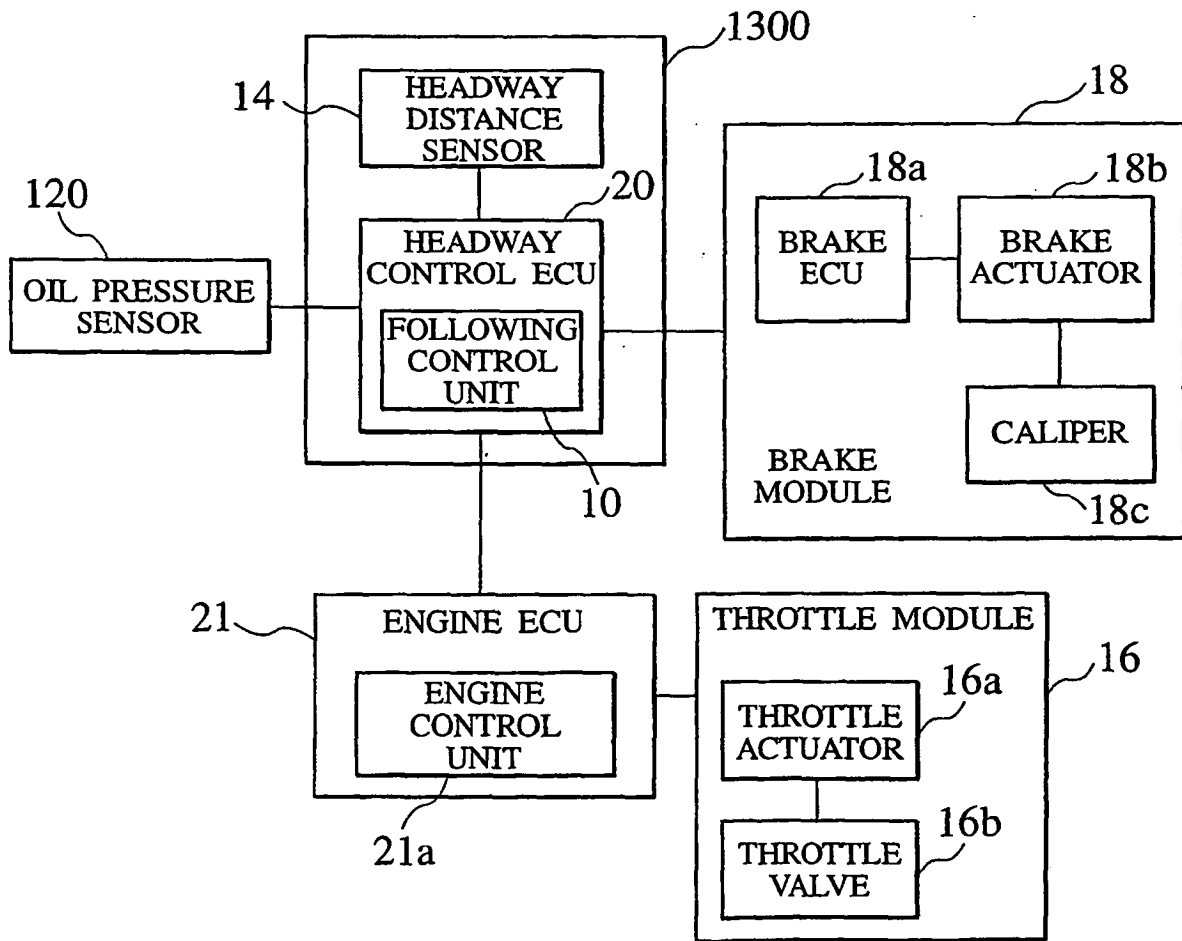 1300
HEADWAY
DISTANCE
SENSOR
14
18
18a
18b
120
20
HEADWAY
CONTROL ECU
BRAKE
ECU
BRAKE
ACTUATOR
OIL PRESSURE
SENSOR
FOLLOWING
CONTROL
UNIT
CALIPER
BRAKE
MODULE
10
18c
21
ENGINE ECU
THROTTLE MODULE
16
ENGINE
CONTROL
UNIT
16a
THROTTLE
ACTUATOR
21a
16b
THROTTLE
VALVE